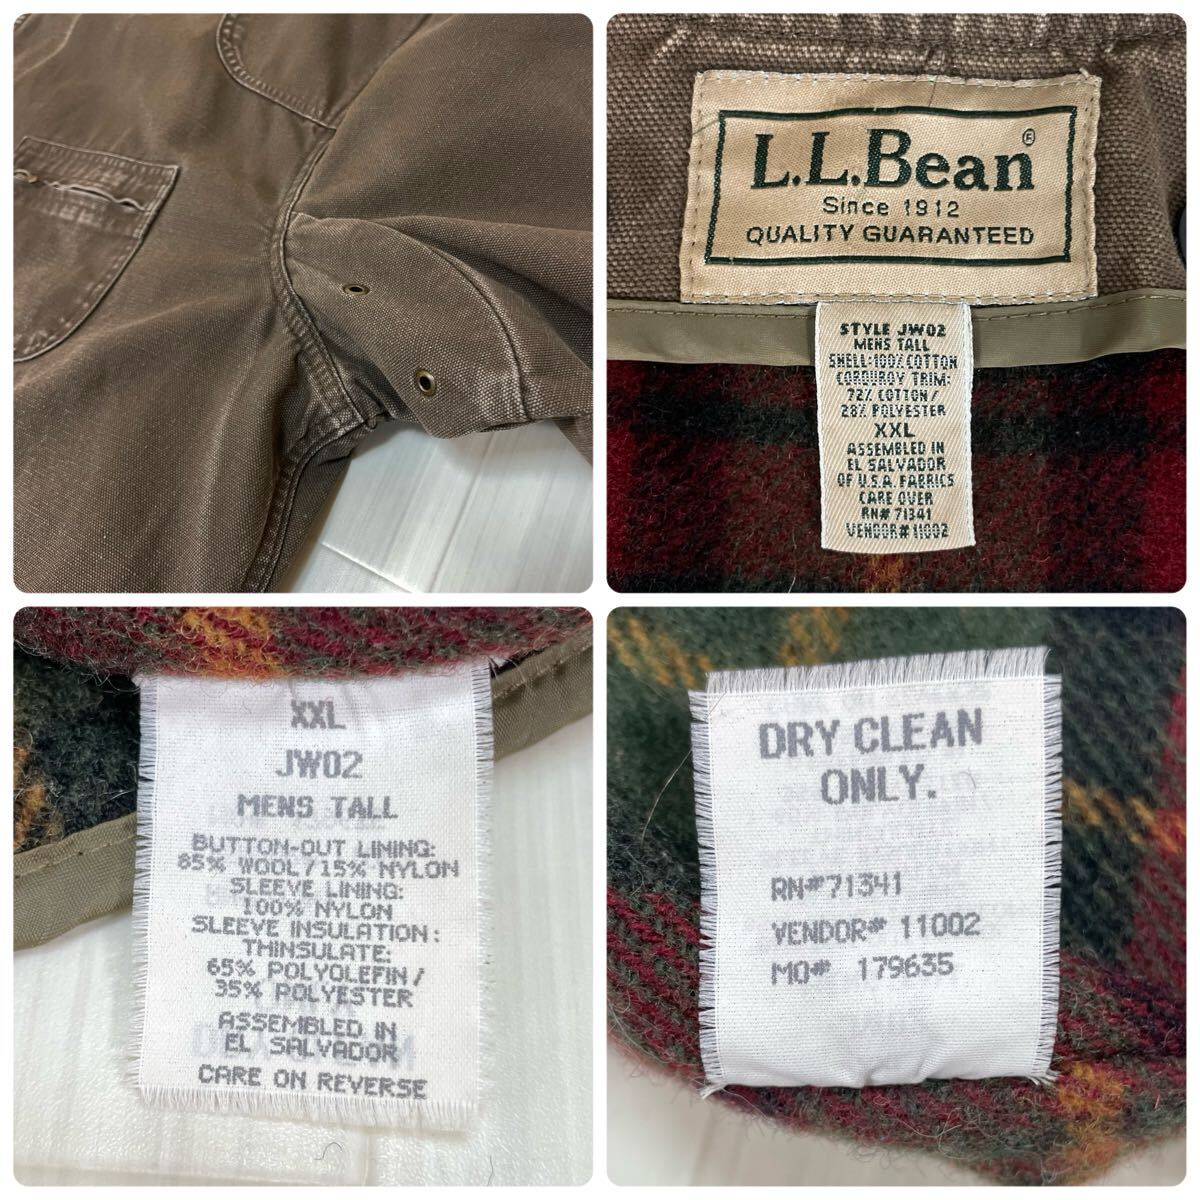 L.L.Bean®
Since 1912
QUALITY GUARANTEED
STYLE JW02
MENS TALL
SHELL:100% COTTON
CORDUROY TRIM:
72% COTTON/
28% POLYESTER
XXL
ASSEMBLED IN
EL SALVADOR
OF U.S.A. FABRICS
CARE OVER
RN# 71341
VENDOR# 11002
XXL
JW02
MENS TALL
BUTTON-OUT LINING:
85% WOOL/15% NYLON
SLEEVE LINING:
100% NYLON
SLEEVE INSULATION:
THINSULATE:
65% POLYOLEFIN/
35% POLYESTER
ASSEMBLED IN
EL SALVADOR
CARE ON REVERSE
DRY CLEAN
ONLY.
RN#71341
VENDOR# 11002
MO# 179635